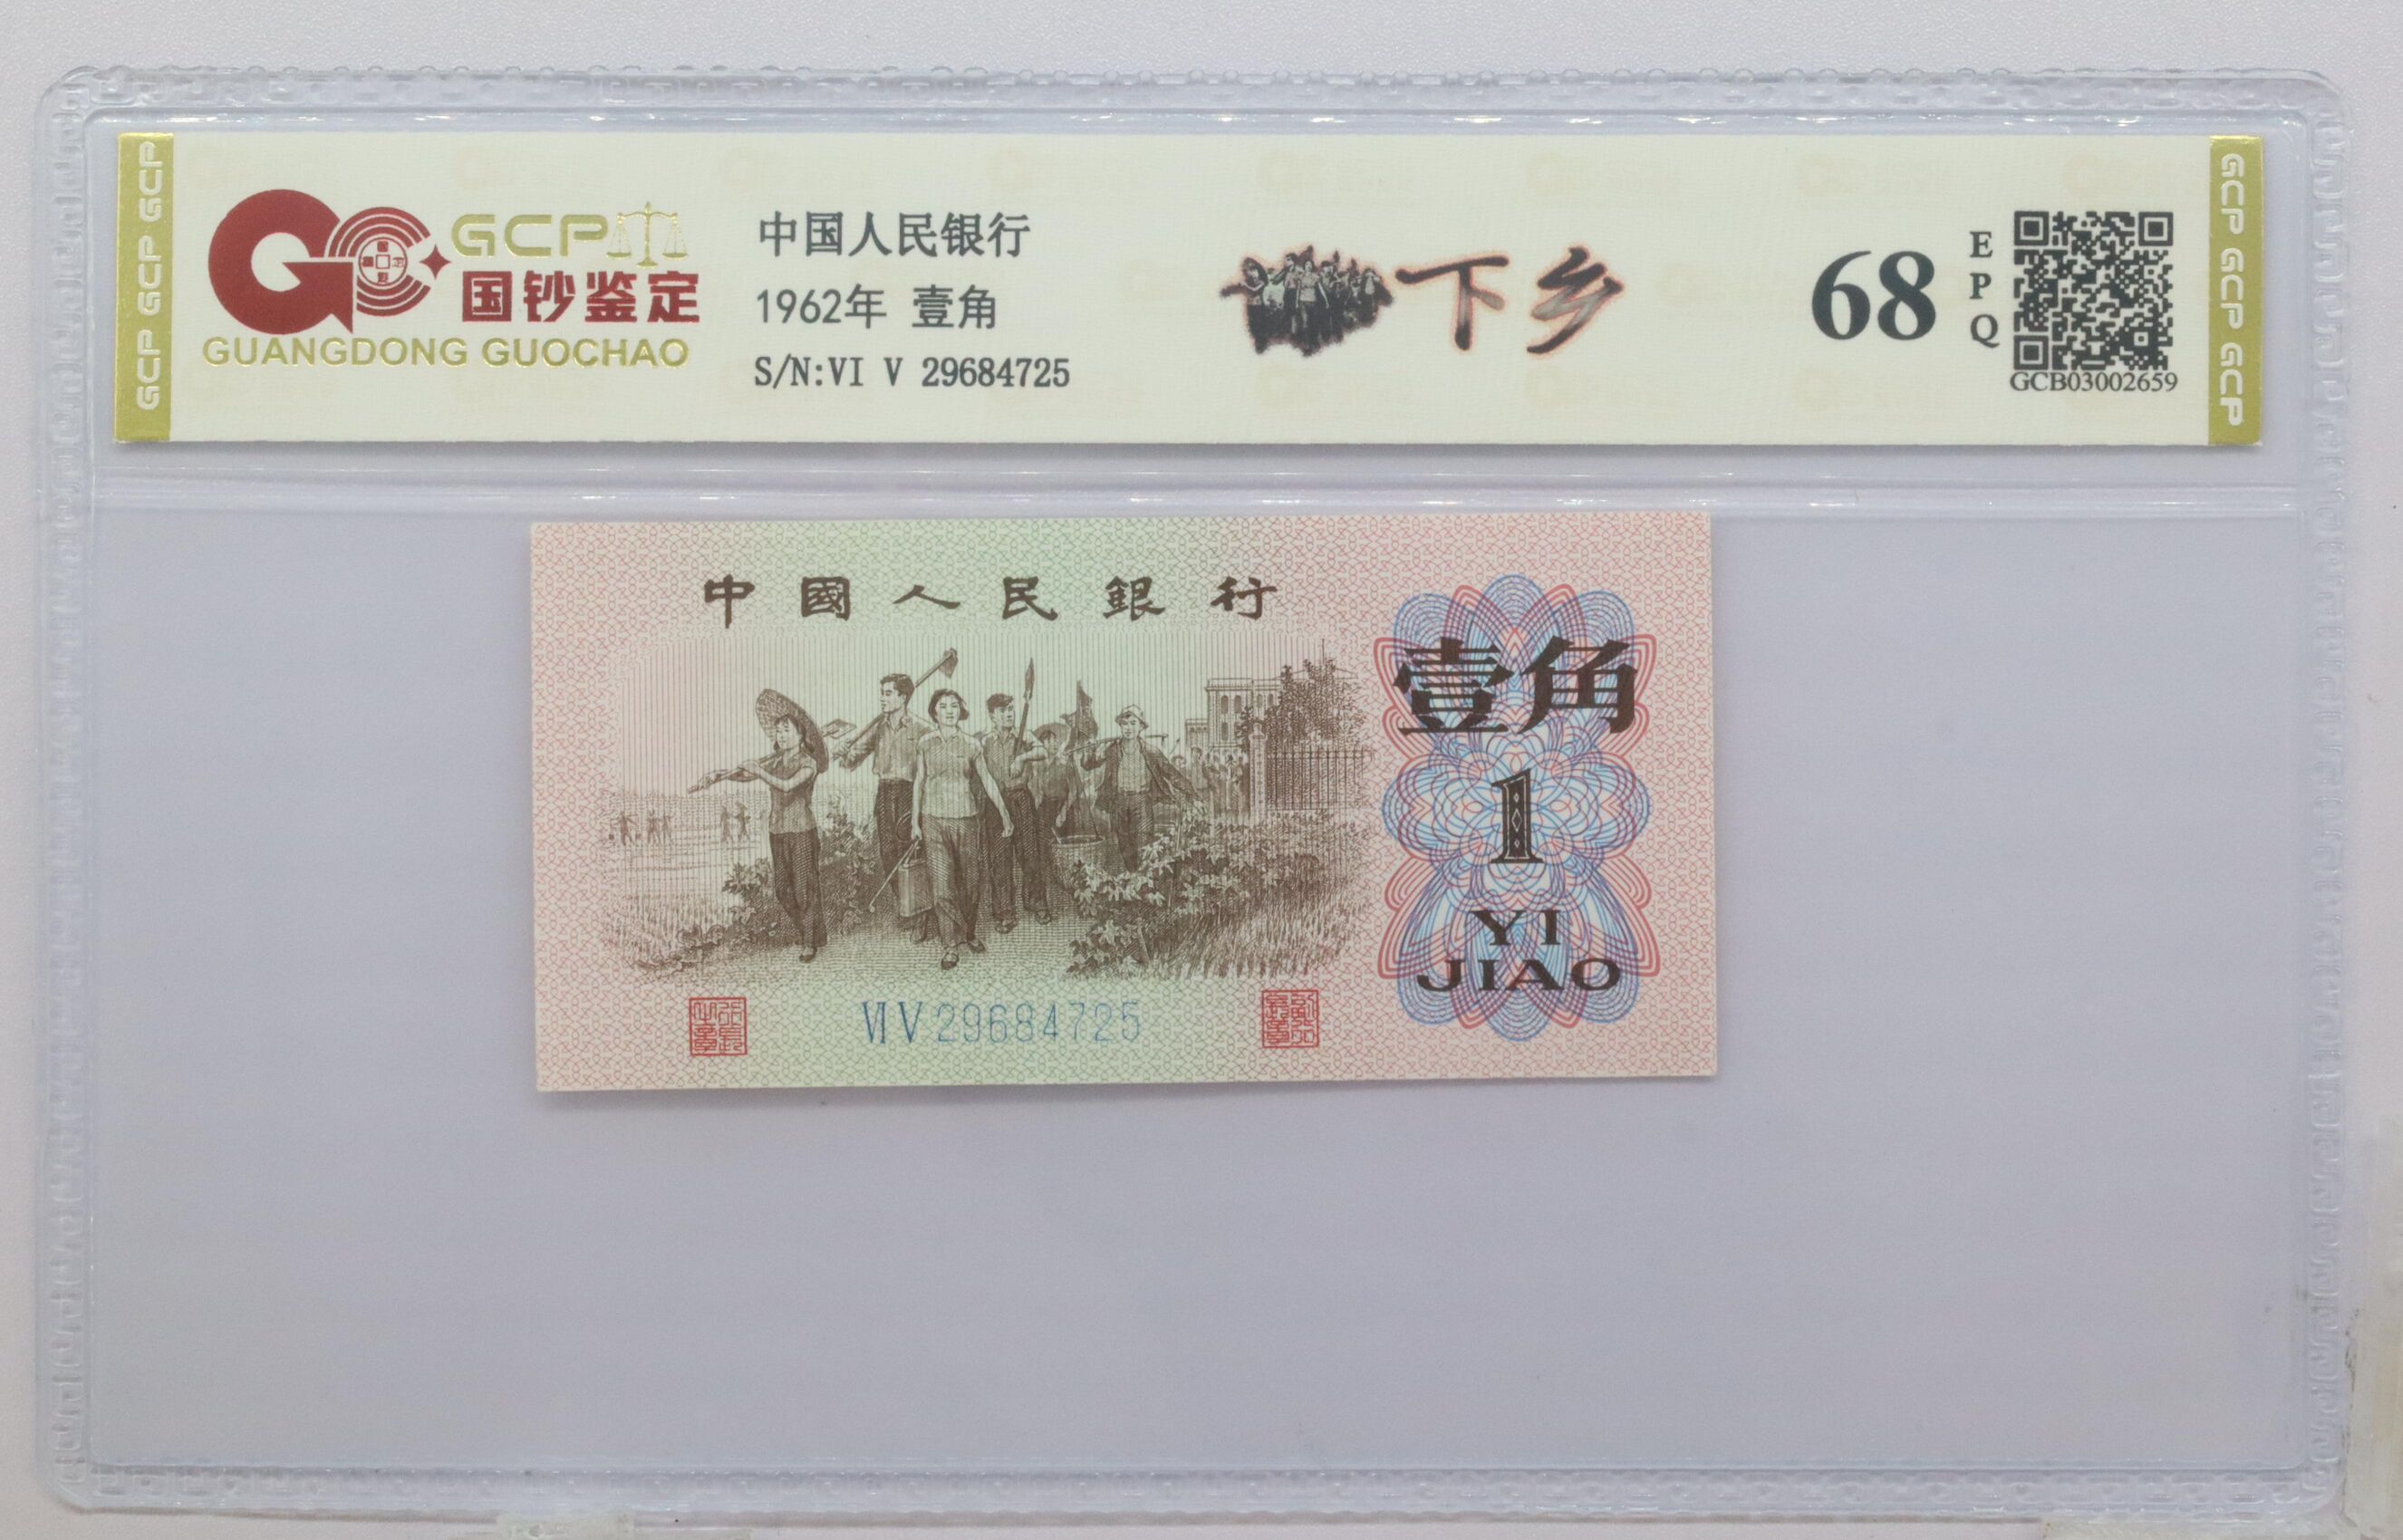 GCP GCP GCP
GCP
国钞鉴定
GUANGDONG GUOCHAO
中国人民银行
1962年 壹角
S/N:VI V 29684725
下乡
68
EPQ
GCB03002659
GCP GCP GCP
中國人民銀行
壹角
1
YI
JIAO
VI V 29684725